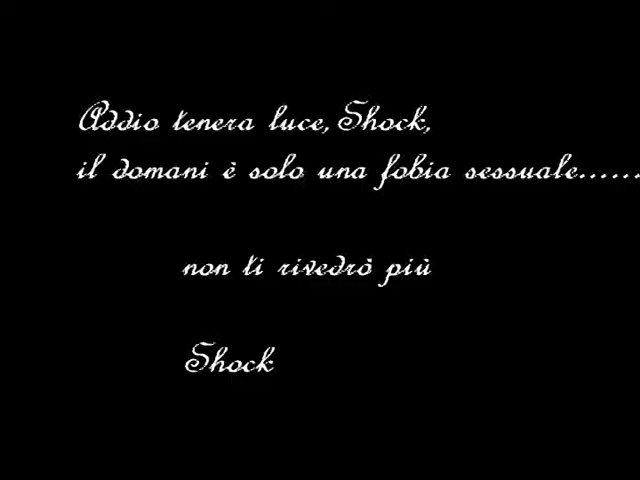 Addio tenera luce, Shock,
il domani è solo una fobia sessuale.......
non ti rivedrò più
Shock